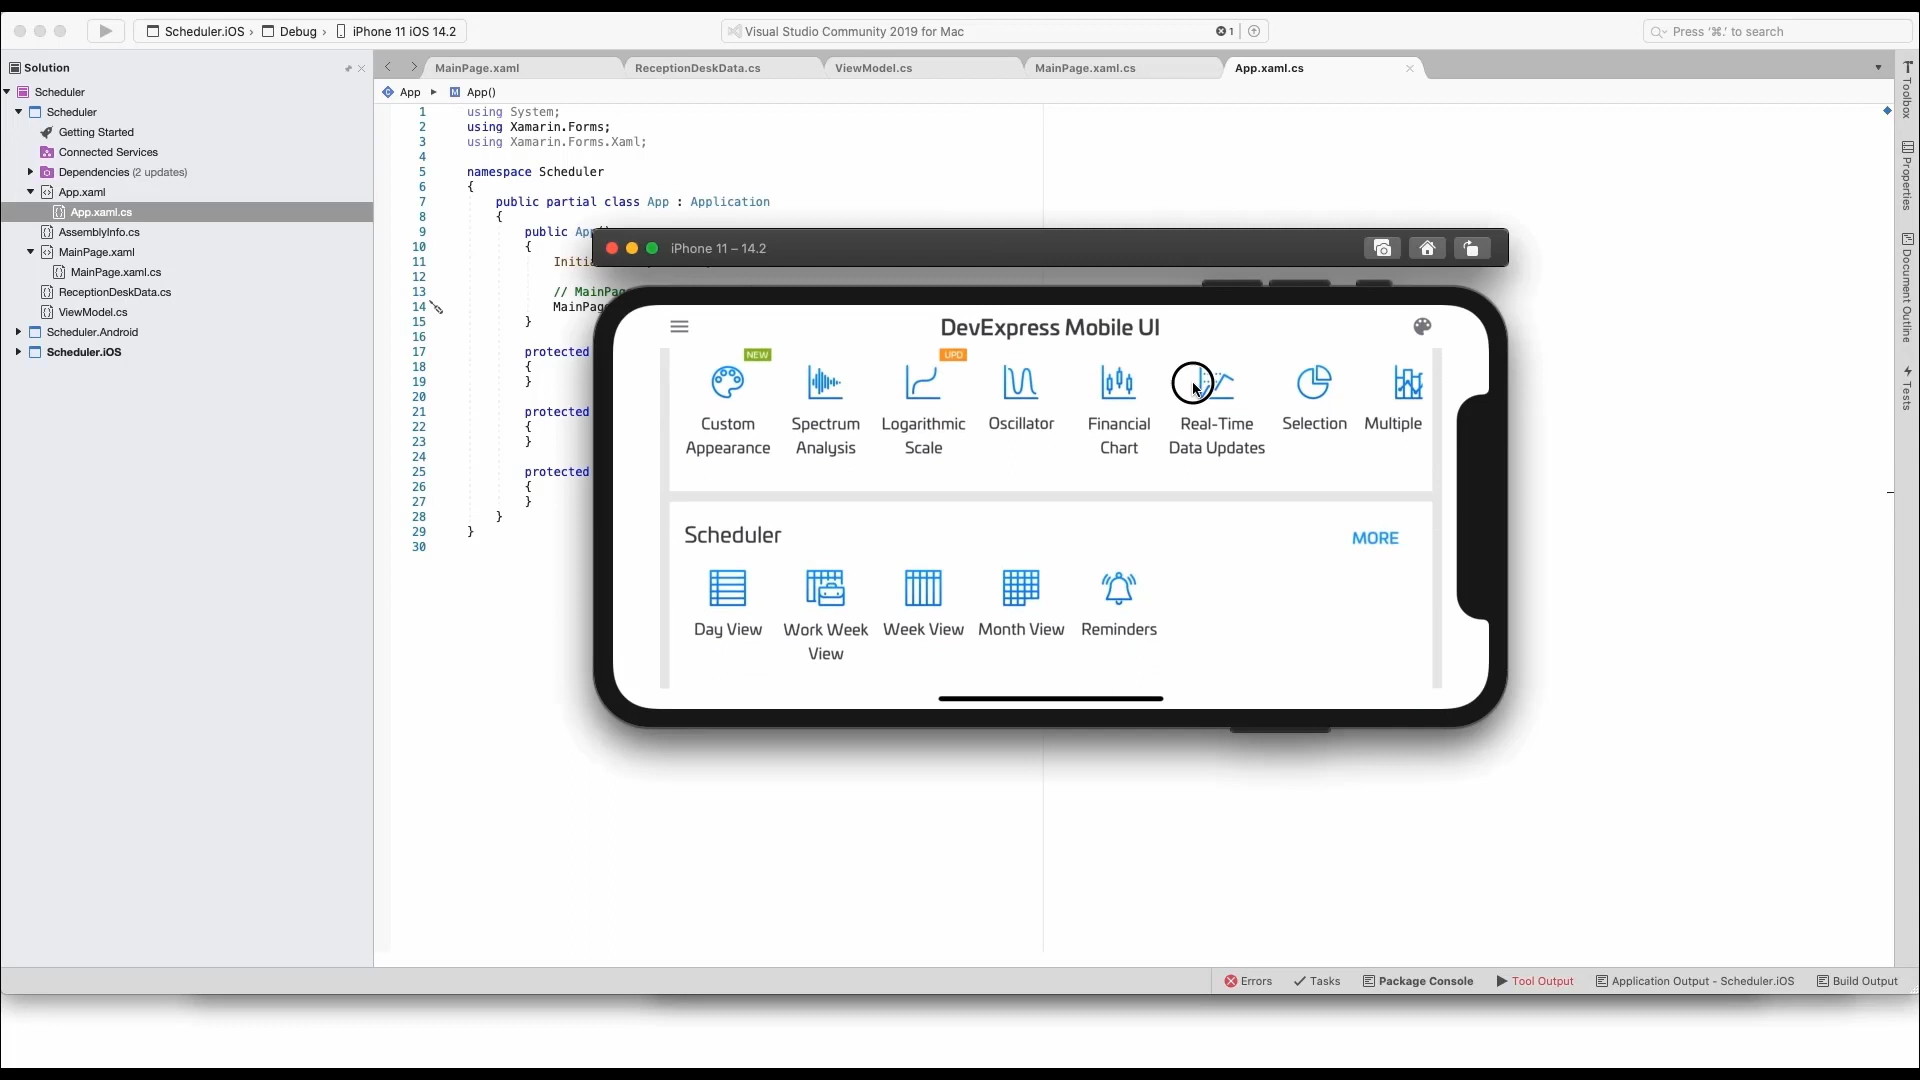 Scheduler.iOS › Debug › iPhone 11 iOS 14.2
Visual Studio Community 2019 for Mac
1
Press '⌘.' to search
Solution
Scheduler
Scheduler
Getting Started
Connected Services
Dependencies (2 updates)
App.xaml
App.xaml.cs
AssemblyInfo.cs
MainPage.xaml
MainPage.xaml.cs
ReceptionDeskData.cs
ViewModel.cs
Scheduler.Android
Scheduler.iOS
MainPage.xaml
ReceptionDeskData.cs
ViewModel.cs
MainPage.xaml.cs
App.xaml.cs
App
App()
1 using System;
2 using Xamarin.Forms;
3 using Xamarin.Forms.Xaml;
4
5 namespace Scheduler
6 {
7 public partial class App : Application
8 {
9 public App()
10 {
11 Initia
12
13 // MainPag
14 MainPage
15 }
16
17 protected
18 {
19 }
20
21 protected
22 {
23 }
24
25 protected
26 {
27 }
28 }
29 }
30
iPhone 11 – 14.2
DevExpress Mobile UI
NEW
UPD
Custom Appearance
Spectrum Analysis
Logarithmic Scale
Oscillator
Financial Chart
Real-Time Data Updates
Selection
Multiple
Scheduler
MORE
Day View
Work Week View
Week View
Month View
Reminders
Toolbox
Properties
Document Outline
Tests
Errors
Tasks
Package Console
Tool Output
Application Output - Scheduler.iOS
Build Output